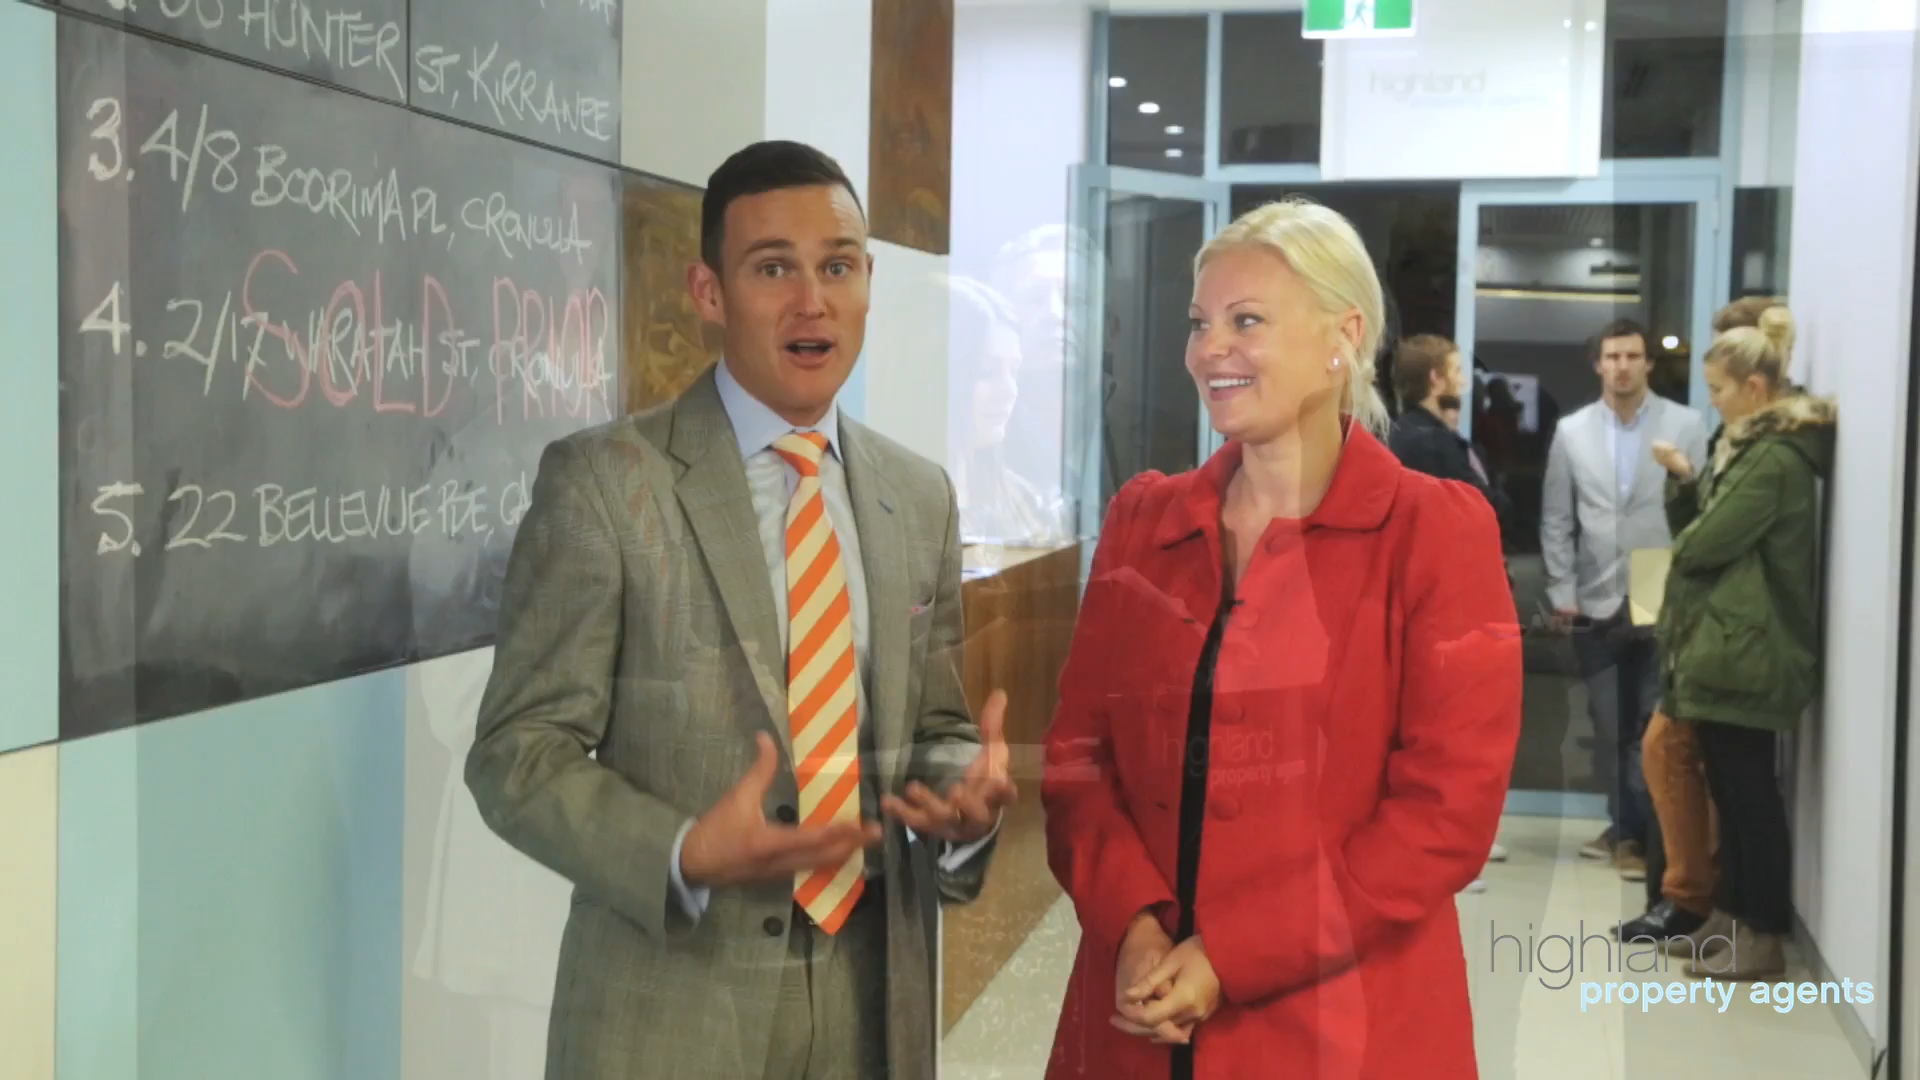 HUNTER ST, KIRRAWEE
3. 4/8 BOORIMA PL, CRONULLA
4. 2/17 WARATAH ST, CRONULLA
SOLD PRIOR
5. 22 BELLEVUE PDE,
highland
highland
property agents
highland
property agents